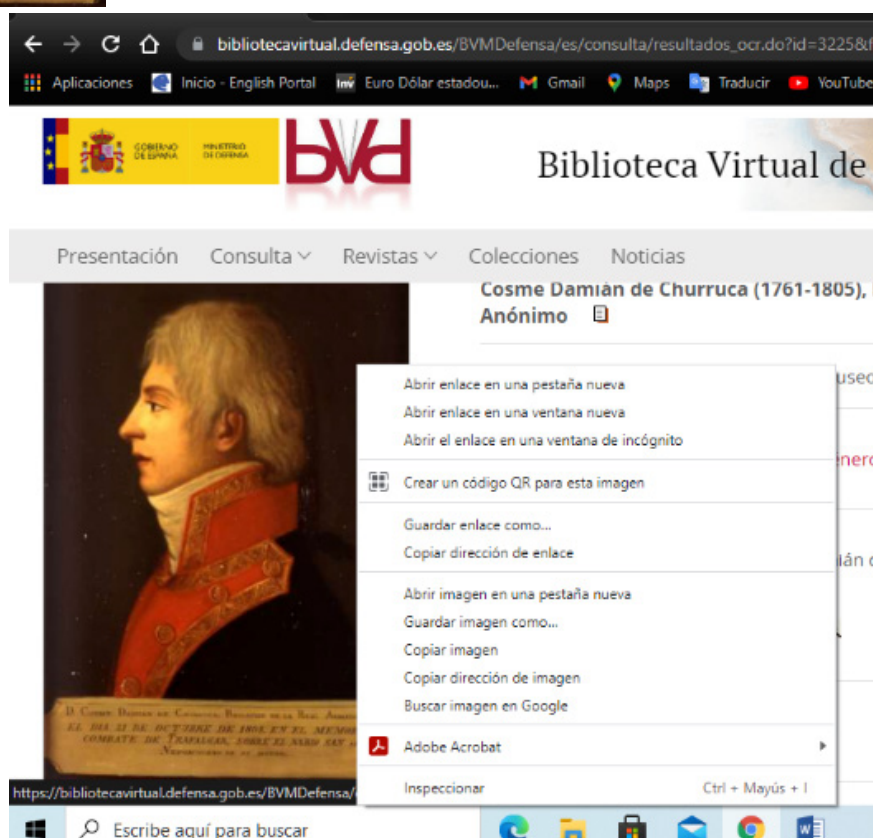 bibliotecavirtual.defensa.gob.es/BVMDefensa/es/consulta/resultados_ocr.do?id=3225&f
Aplicaciones Inicio - English Portal Inv Euro Dólar estadou... Gmail Maps Traducir YouTube
GOBIERNO DE ESPAÑA MINISTERIO DE DEFENSA bvd Biblioteca Virtual de
Presentación Consulta Revistas Colecciones Noticias
Cosme Damián de Churruca (1761-1805),
Anónimo
Abrir enlace en una pestaña nueva
Abrir enlace en una ventana nueva
Abrir el enlace en una ventana de incógnito
Crear un código QR para esta imagen
Guardar enlace como...
Copiar dirección de enlace
Abrir imagen en una pestaña nueva
Guardar imagen como...
Copiar imagen
Copiar dirección de imagen
Buscar imagen en Google
Adobe Acrobat
Inspeccionar Ctrl + Mayús + I
EL DIA 21 DE OCTUBRE DE 1805 EN EL
COMBATE DE TRAFALGAR, SOBRE EL NAVIO SAN
https://bibliotecavirtual.defensa.gob.es/BVMDefensa/
Escribe aquí para buscar